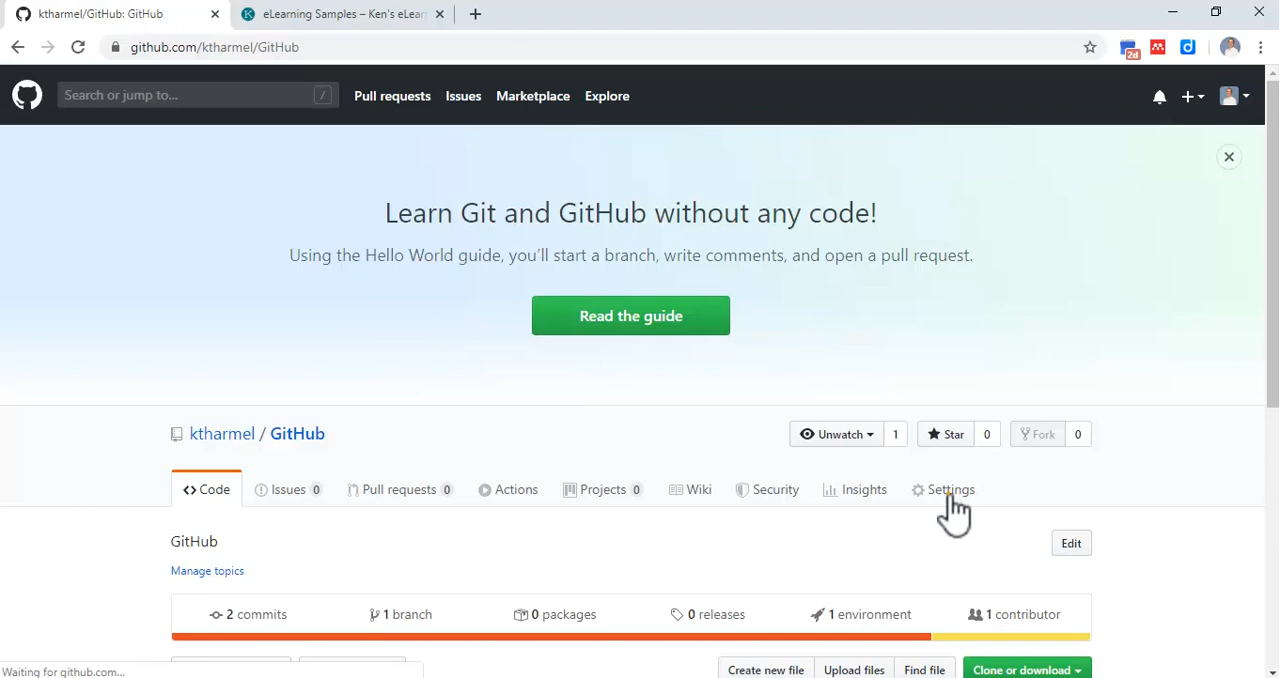 ktharmel/GitHub: GitHub
eLearning Samples – Ken's eLear
github.com/ktharmel/GitHub
2d
Search or jump to... /
Pull requests Issues Marketplace Explore
Learn Git and GitHub without any code!
Using the Hello World guide, you'll start a branch, write comments, and open a pull request.
Read the guide
ktharmel / GitHub
Unwatch 1 Star 0 Fork 0
Code Issues 0 Pull requests 0 Actions Projects 0 Wiki Security Insights Settings
GitHub
Edit
Manage topics
2 commits 1 branch 0 packages 0 releases 1 environment 1 contributor
Create new file Upload files Find file Clone or download
Waiting for github.com...